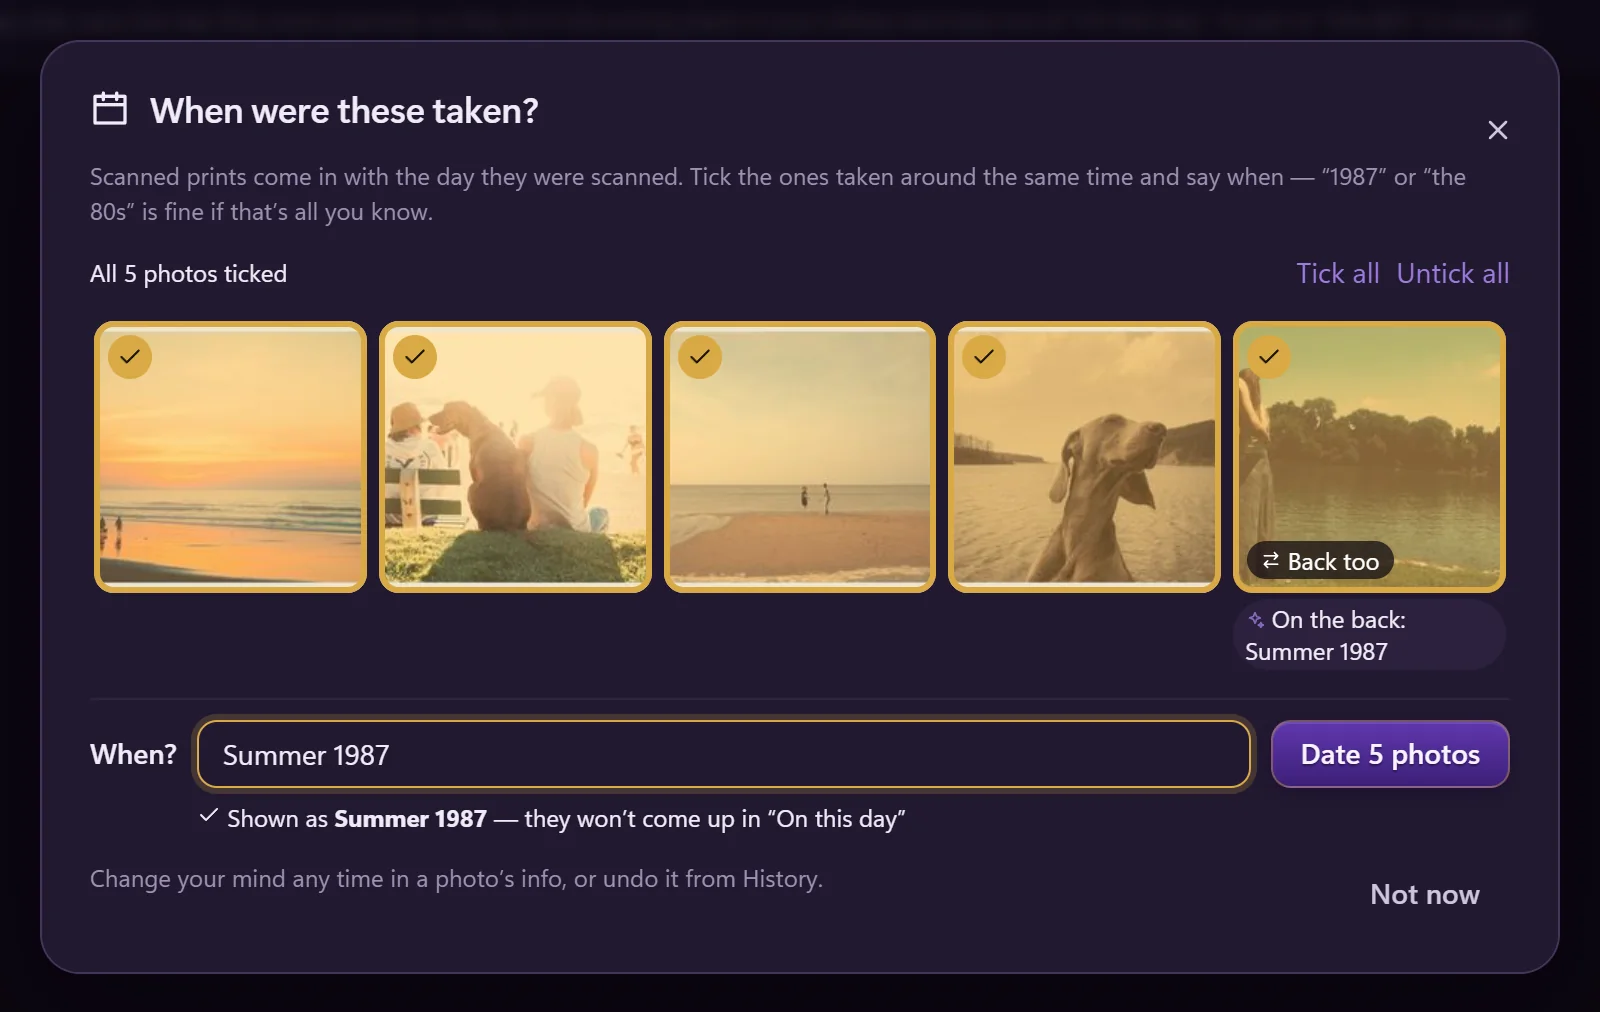 When were these taken?
Scanned prints come in with the day they were scanned. Tick the ones taken around the same time and say when — “1987” or “the
80s” is fine if that’s all you know.
All 5 photos ticked
Tick all Untick all
Back too
On the back:
Summer 1987
When?
Summer 1987
Date 5 photos
Shown as Summer 1987 — they won’t come up in “On this day”
Change your mind any time in a photo’s info, or undo it from History.
Not now